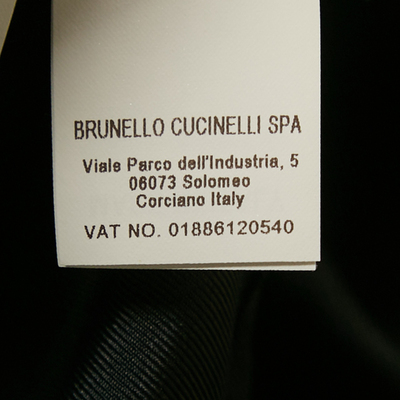 BRUNELLO CUCINELLI SPA
Viale Parco dell'Industria, 5
06073 Solomeo
Corciano Italy
VAT NO. 01886120540